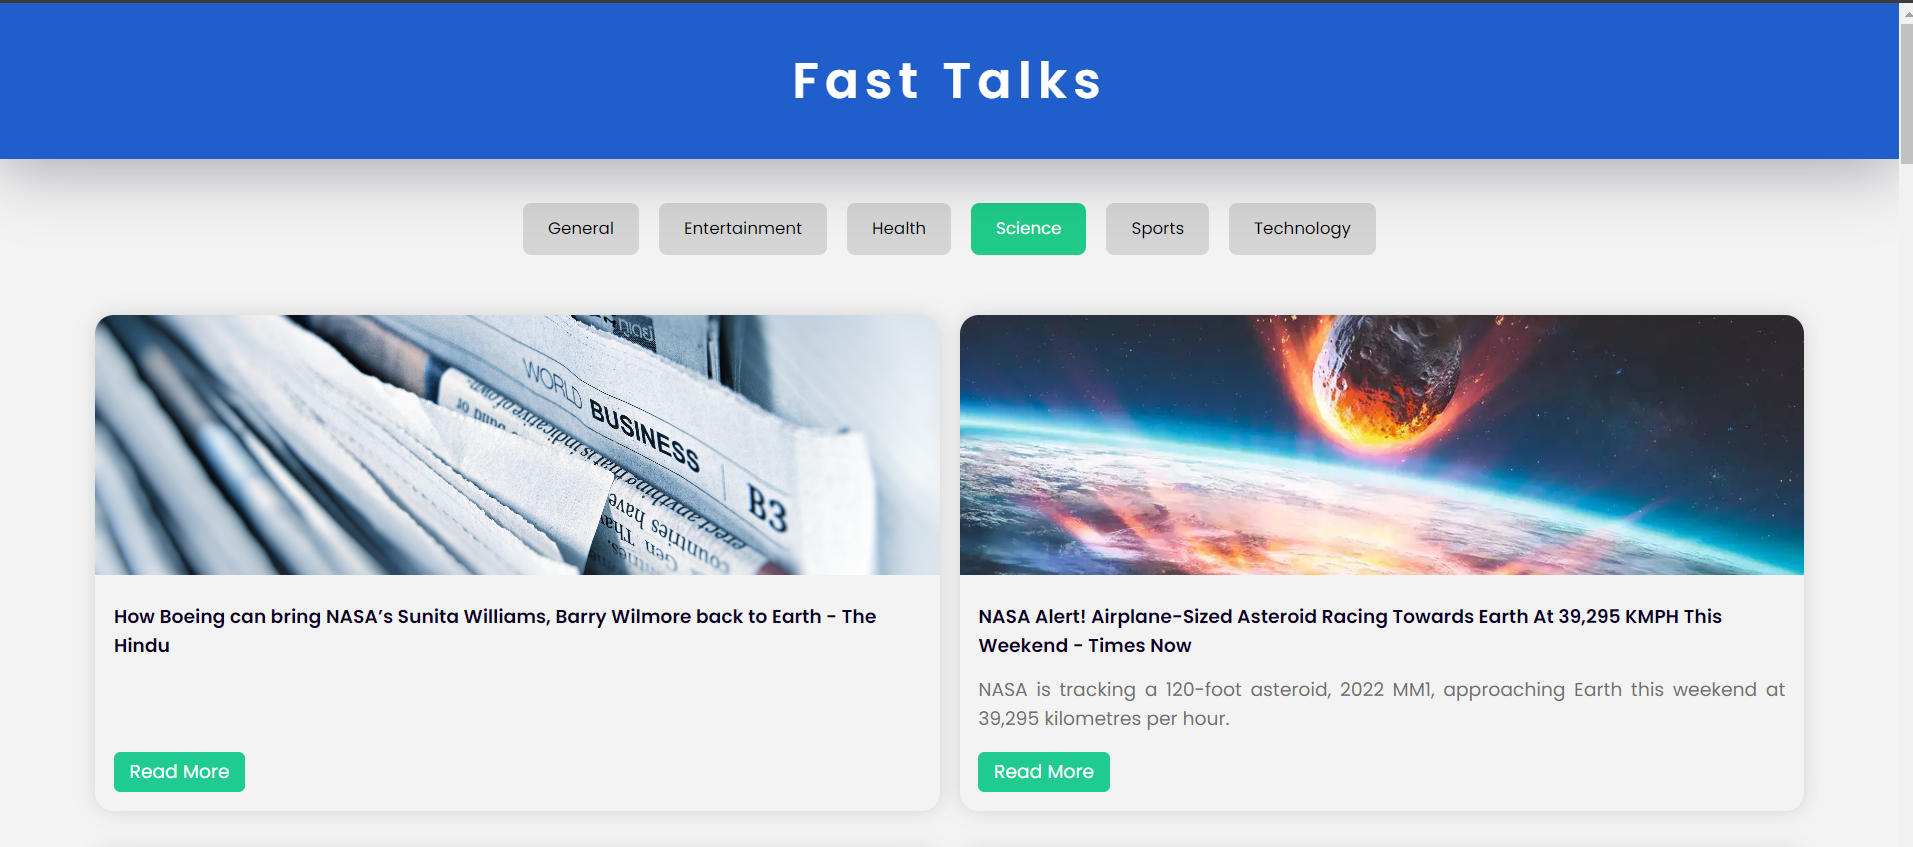 Fast Talks
General
Entertainment
Health
Science
Sports
Technology
WORLD BUSINESS
B3
countries have
How Boeing can bring NASA’s Sunita Williams, Barry Wilmore back to Earth - The
Hindu
Read More
NASA Alert! Airplane-Sized Asteroid Racing Towards Earth At 39,295 KMPH This
Weekend - Times Now
NASA is tracking a 120-foot asteroid, 2022 MM1, approaching Earth this weekend at
39,295 kilometres per hour.
Read More